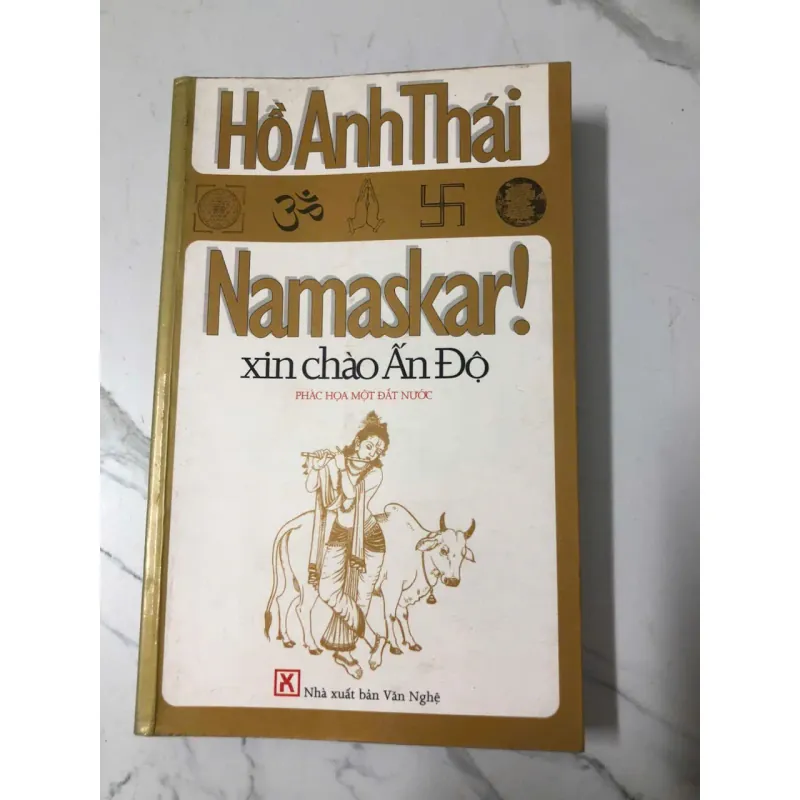 Hồ Anh Thái
ॐ
Namaskar!
xin chào Ấn Độ
PHÁC HỌA MỘT ĐẤT NƯỚC
Nhà xuất bản Văn Nghệ